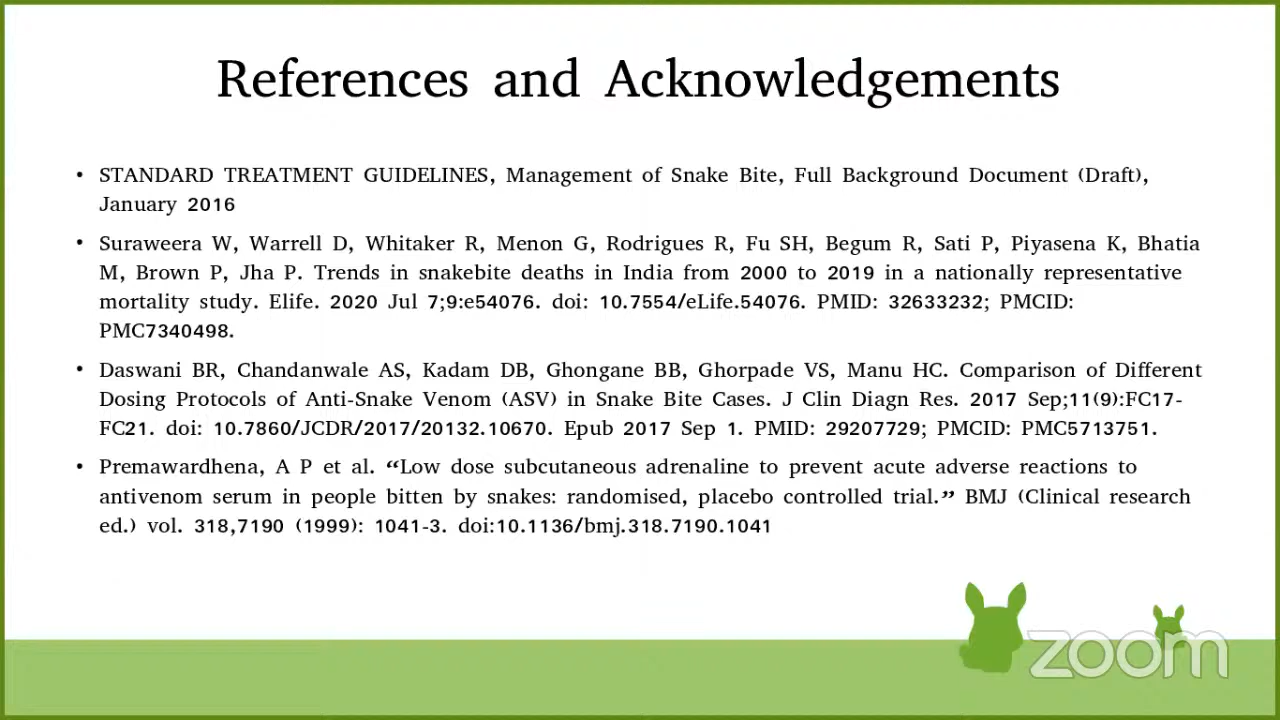 References and Acknowledgements
• STANDARD TREATMENT GUIDELINES, Management of Snake Bite, Full Background Document (Draft),
January 2016
• Suraweera W, Warrell D, Whitaker R, Menon G, Rodrigues R, Fu SH, Begum R, Sati P, Piyasena K, Bhatia
M, Brown P, Jha P. Trends in snakebite deaths in India from 2000 to 2019 in a nationally representative
mortality study. Elife. 2020 Jul 7;9:e54076. doi: 10.7554/eLife.54076. PMID: 32633232; PMCID:
PMC7340498.
• Daswani BR, Chandanwale AS, Kadam DB, Ghongane BB, Ghorpade VS, Manu HC. Comparison of Different
Dosing Protocols of Anti-Snake Venom (ASV) in Snake Bite Cases. J Clin Diagn Res. 2017 Sep;11(9):FC17-
FC21. doi: 10.7860/JCDR/2017/20132.10670. Epub 2017 Sep 1. PMID: 29207729; PMCID: PMC5713751.
• Premawardhena, A P et al. “Low dose subcutaneous adrenaline to prevent acute adverse reactions to
antivenom serum in people bitten by snakes: randomised, placebo controlled trial.” BMJ (Clinical research
ed.) vol. 318,7190 (1999): 1041-3. doi:10.1136/bmj.318.7190.1041
zoom